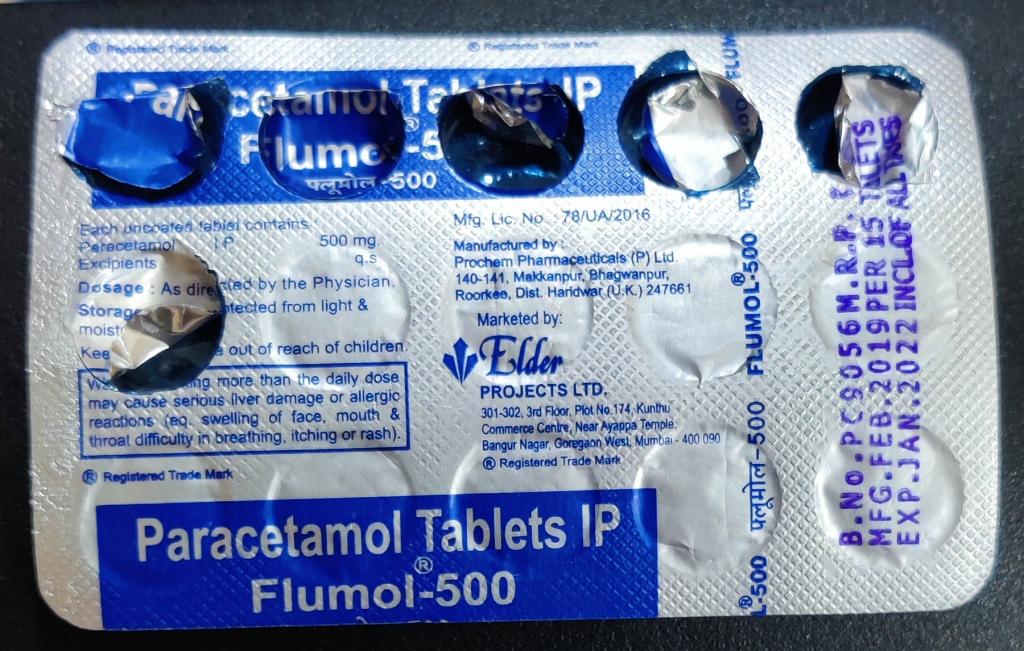 ® Registered Trade Mark
® Registered Trade Mark
Paracetamol Tablets IP
Flumol®-500
फ्लूमोल-500
Each uncoated tablet contains :
Paracetamol IP 500 mg.
Excipients q.s
Dosage : As directed by the Physician.
Storage protected from light &
moist
Kee out of reach of children.
ng more than the daily dose
may cause serious liver damage or allergic
reactions (eq. swelling of face, mouth &
throat difficulty in breathing, itching or rash).
® Registered Trade Mark
Mfg. Lic. No. : 78/UA/2016
Manufactured by :
Prochem Pharmaceuticals (P) Ltd.
140-141, Makkanpur, Bhagwanpur,
Roorkee, Dist. Haridwar (U.K.) 247661
Marketed by:
Elder
PROJECTS LTD.
301-302, 3rd Floor, Plot No.174, Kunthu
Commerce Centre, Near Ayappa Temple,
Bangur Nagar, Goregaon West, Mumbai - 400 090
® Registered Trade Mark
Paracetamol Tablets IP
Flumol®-500
L®-500 फ्लूमोल-500 FLUMOL®-500 FLUM
B.No.PC9056 M.R.P.
MFG.FEB.2019 PER 15 TABLETS
EXP.JAN.2022 INCL.OF ALL TAXES